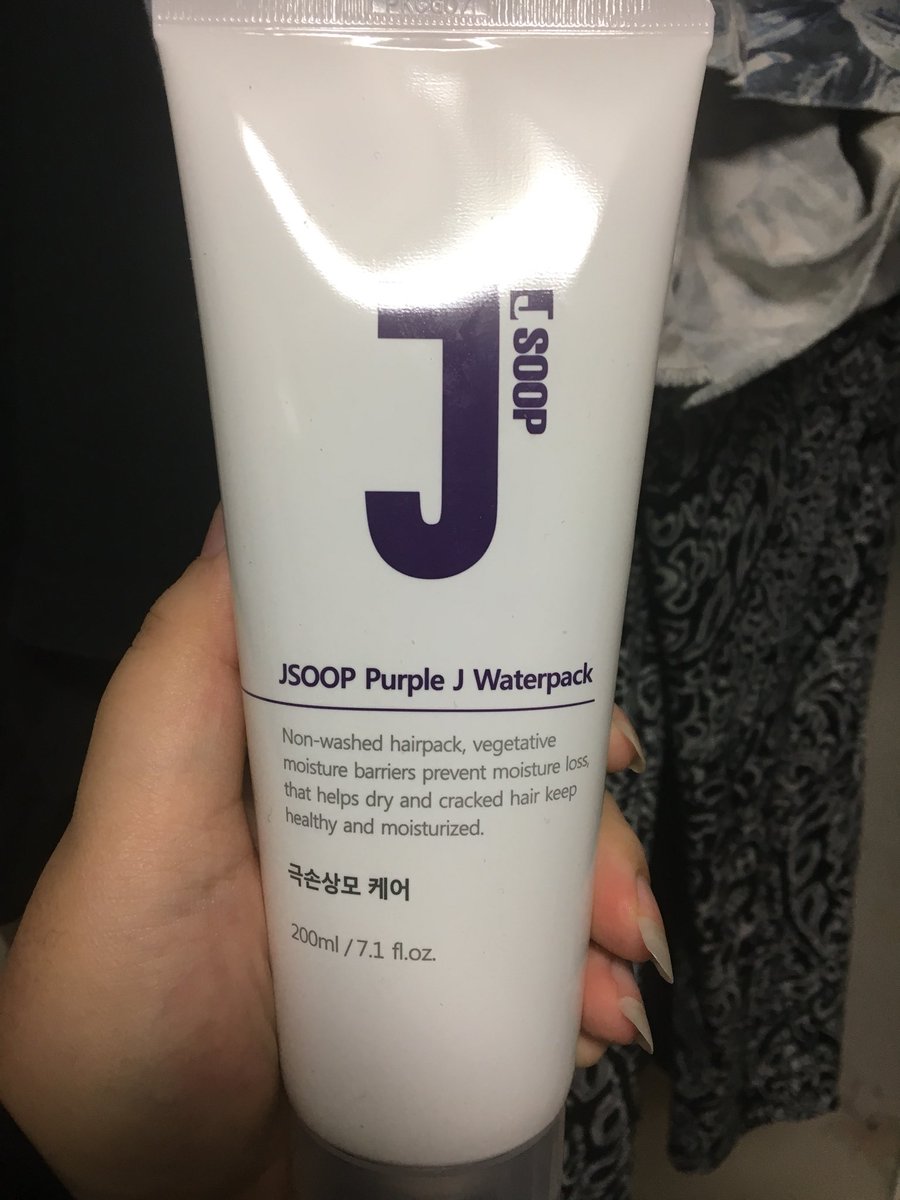 J
J SOOP
JSOOP Purple J Waterpack
Non-washed hairpack, vegetative
moisture barriers prevent moisture loss,
that helps dry and cracked hair keep
healthy and moisturized.
극손상모 케어
200ml / 7.1 fl.oz.